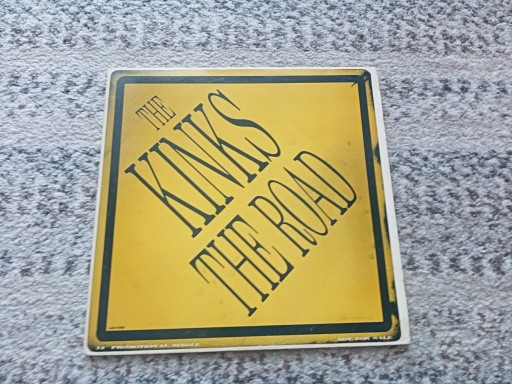 THE
KINKS
THE ROAD
12" PROMOTIONAL SINGLE
NOT FOR SALE